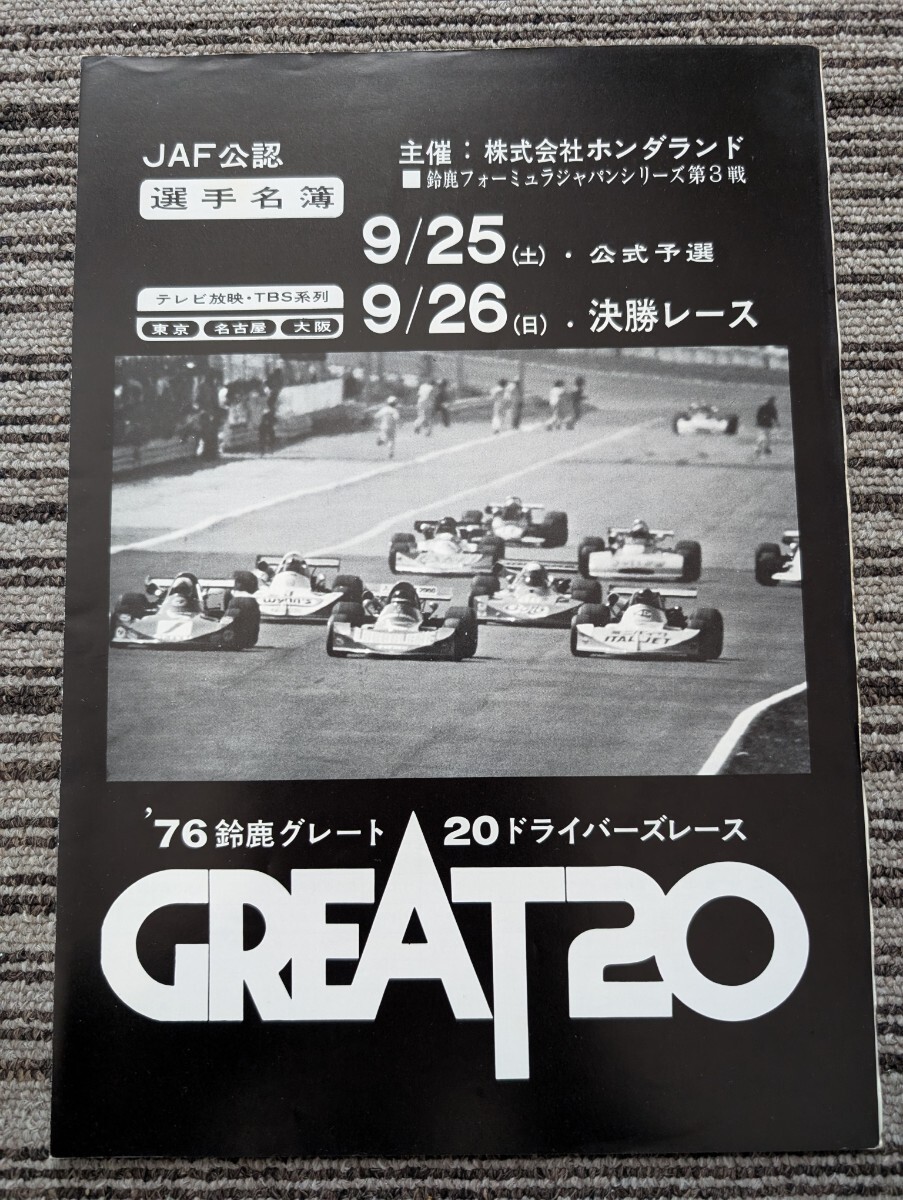 JAF公認
選手名簿
主催：株式会社ホンダランド
■鈴鹿フォーミュラジャパンシリーズ第3戦
9/25(土)・公式予選
テレビ放映・TBS系列
東京 名古屋 大阪
9/26(日)・決勝レース
wynn's
ITAL JET
'76 鈴鹿グレート20ドライバーズレース
GREAT20